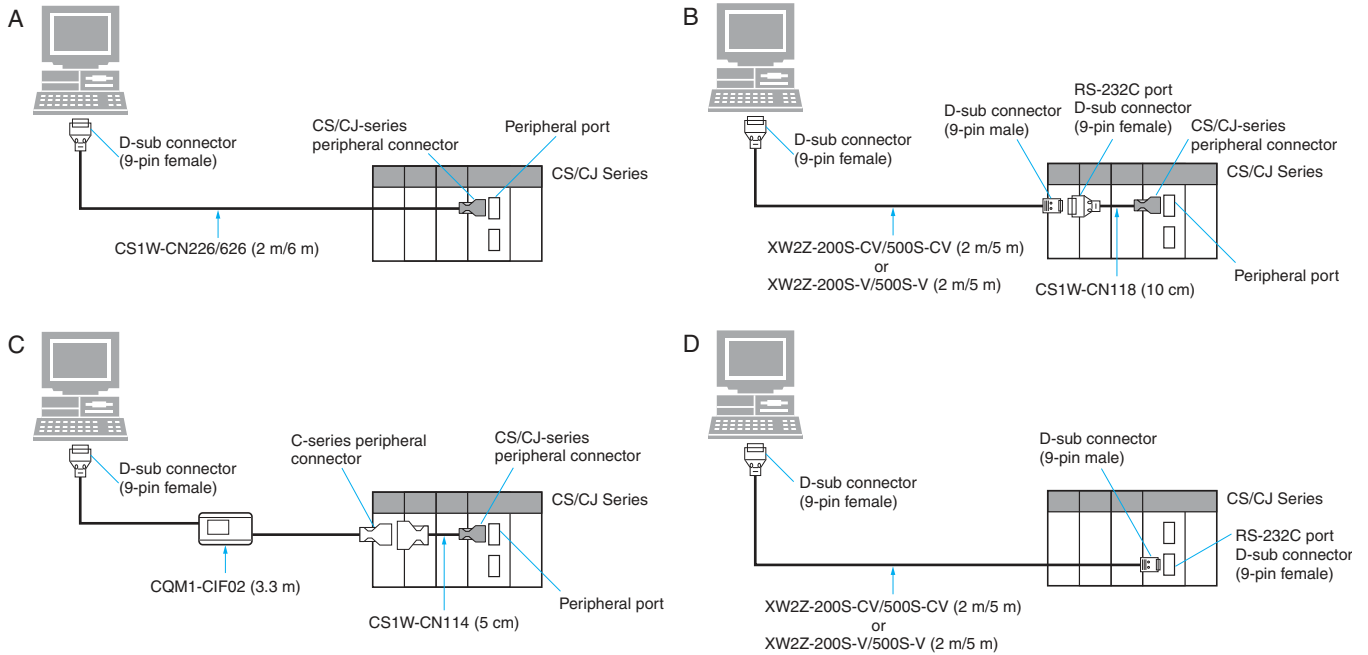 A
D-sub connector
(9-pin female)
CS/CJ-series
peripheral connector
Peripheral port
CS/CJ Series
CS1W-CN226/626 (2 m/6 m)
B
D-sub connector
(9-pin female)
D-sub connector
(9-pin male)
RS-232C port
D-sub connector
(9-pin female)
CS/CJ-series
peripheral connector
CS/CJ Series
XW2Z-200S-CV/500S-CV (2 m/5 m)
or
XW2Z-200S-V/500S-V (2 m/5 m)
CS1W-CN118 (10 cm)
Peripheral port
C
D-sub connector
(9-pin female)
C-series peripheral
connector
CS/CJ-series
peripheral connector
CS/CJ Series
CQM1-CIF02 (3.3 m)
CS1W-CN114 (5 cm)
Peripheral port
D
D-sub connector
(9-pin female)
D-sub connector
(9-pin male)
CS/CJ Series
RS-232C port
D-sub connector
(9-pin female)
XW2Z-200S-CV/500S-CV (2 m/5 m)
or
XW2Z-200S-V/500S-V (2 m/5 m)